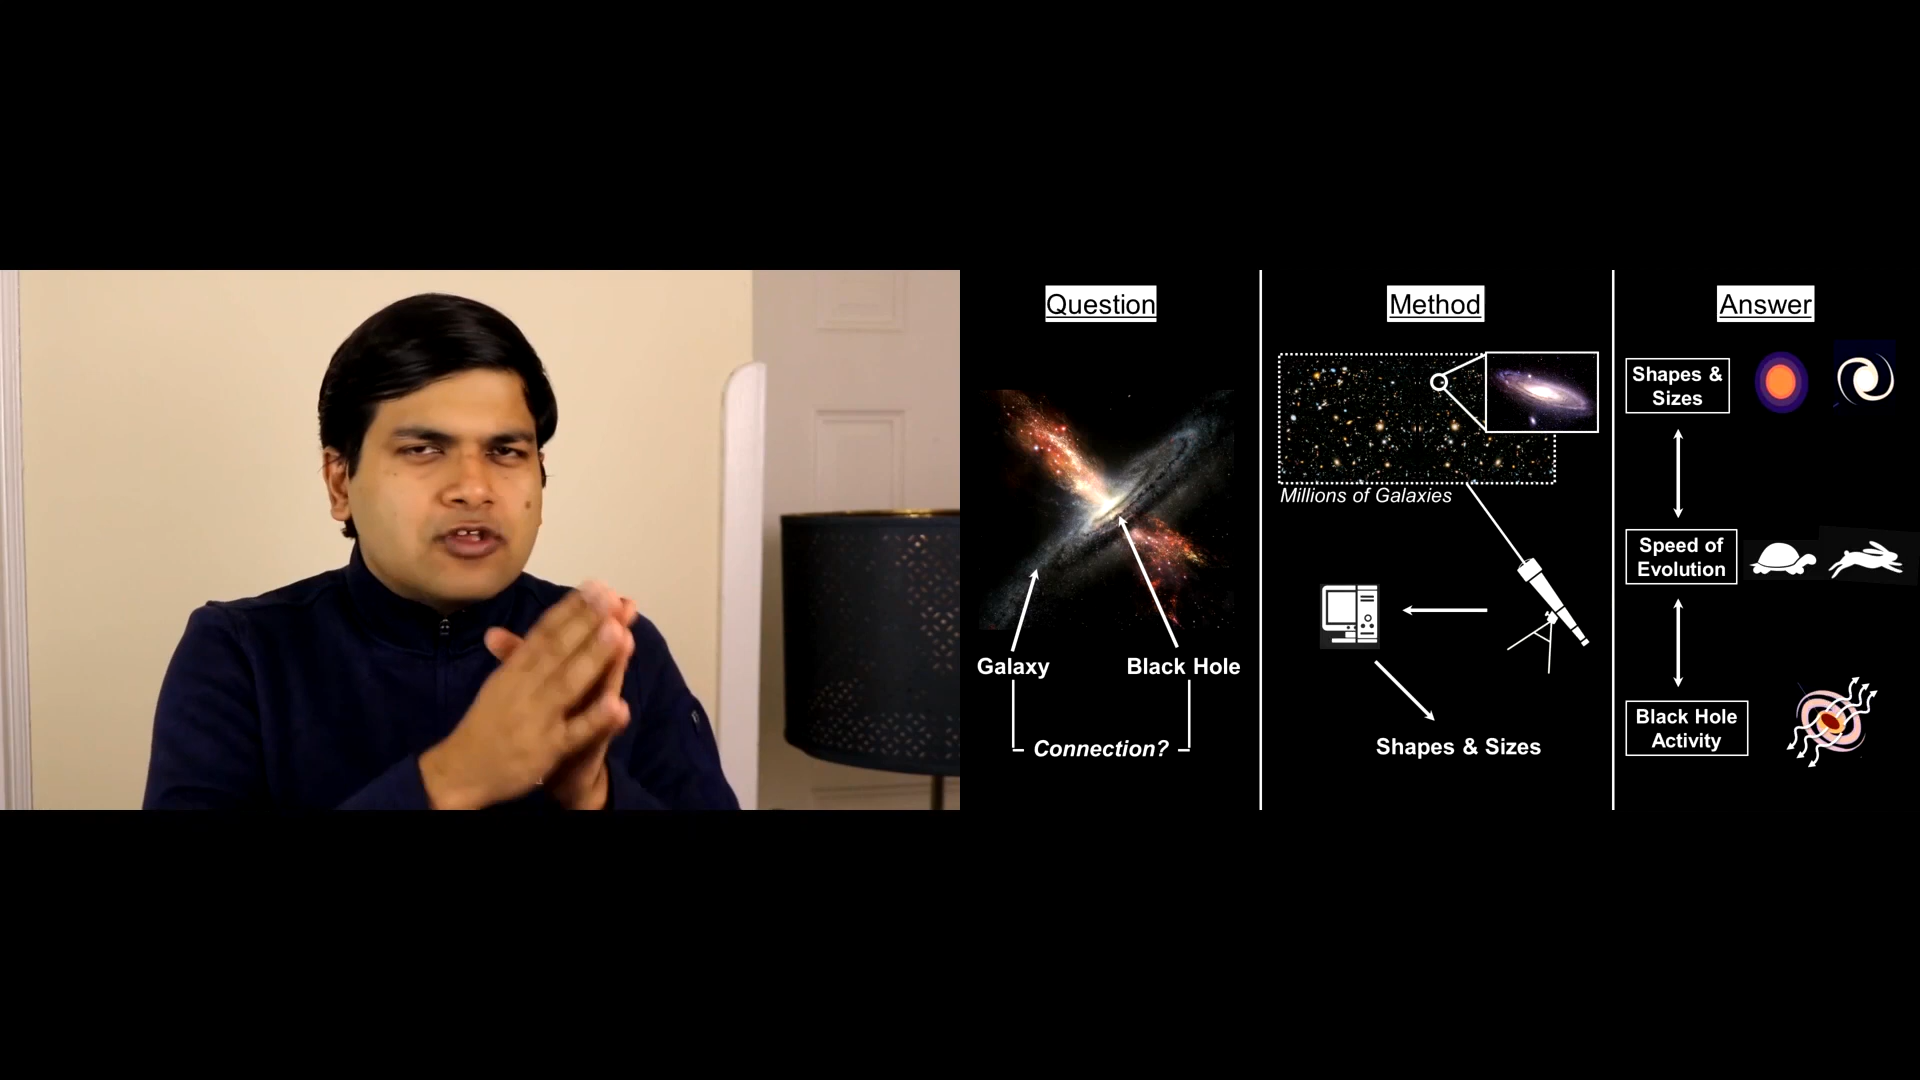 Question
Galaxy
Black Hole
Connection?
Method
Millions of Galaxies
Shapes & Sizes
Answer
Shapes &
Sizes
Speed of
Evolution
Black Hole
Activity